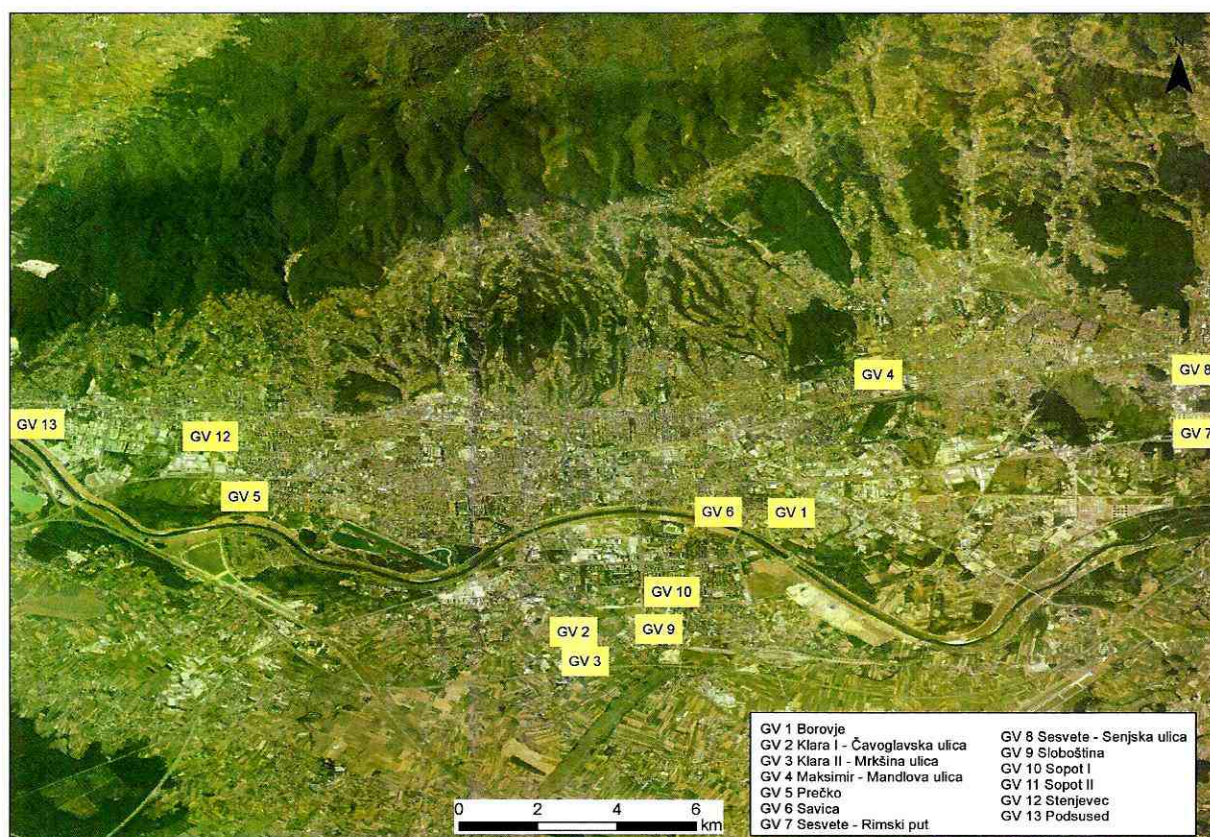 N
GV 4
GV 8
GV 13
GV 12
GV 7
GV 5
GV 6
GV 1
GV 10
GV 2
GV 9
GV 3
GV 1 Borovje
GV 2 Klara I - Čavoglavska ulica
GV 3 Klara II - Mrkšina ulica
GV 4 Maksimir - Mandlova ulica
GV 5 Prečko
GV 6 Savica
GV 7 Sesvete - Rimski put
GV 8 Sesvete - Senjska ulica
GV 9 Sloboština
GV 10 Sopot I
GV 11 Sopot II
GV 12 Stenjevec
GV 13 Podsused
0 2 4 6
km